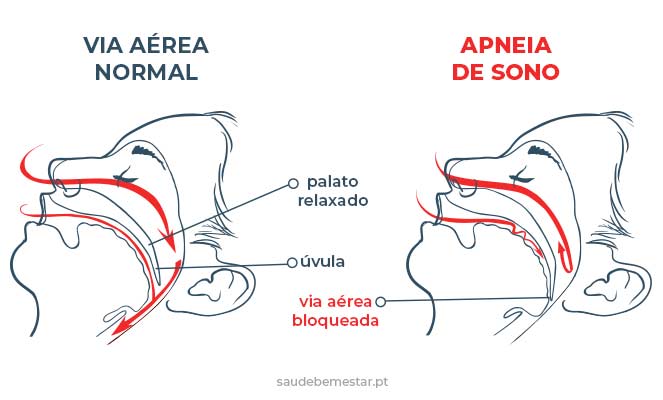 VIA AÉREA
NORMAL
APNEIA
DE SONO
palato
relaxado
úvula
via aérea
bloqueada
saudebemestar.pt